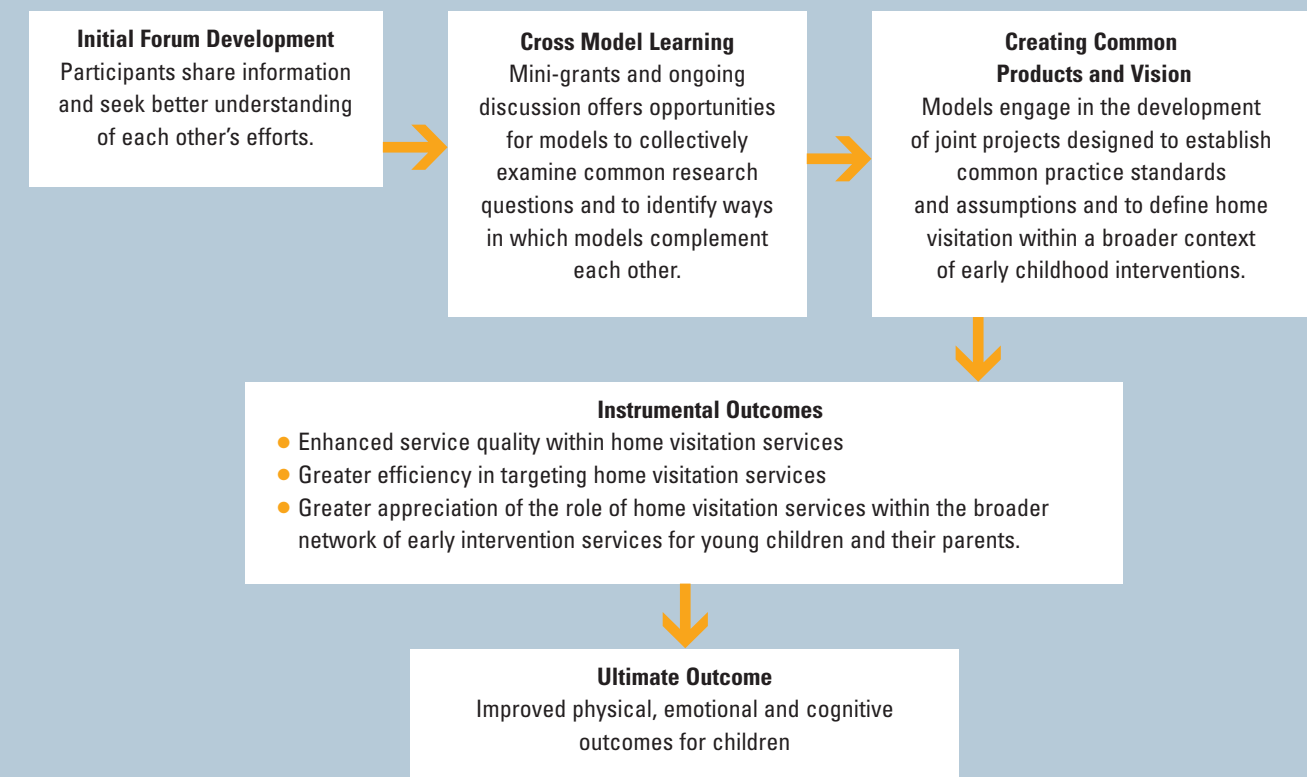 Initial Forum Development
Participants share information
and seek better understanding
of each other's efforts.
Cross Model Learning
Mini-grants and ongoing
discussion offers opportunities
for models to collectively
examine common research
questions and to identify ways
in which models complement
each other.
Creating Common
Products and Vision
Models engage in the development
of joint projects designed to establish
common practice standards
and assumptions and to define home
visitation within a broader context
of early childhood interventions.
Instrumental Outcomes
● Enhanced service quality within home visitation services
● Greater efficiency in targeting home visitation services
● Greater appreciation of the role of home visitation services within the broader
network of early intervention services for young children and their parents.
Ultimate Outcome
Improved physical, emotional and cognitive
outcomes for children